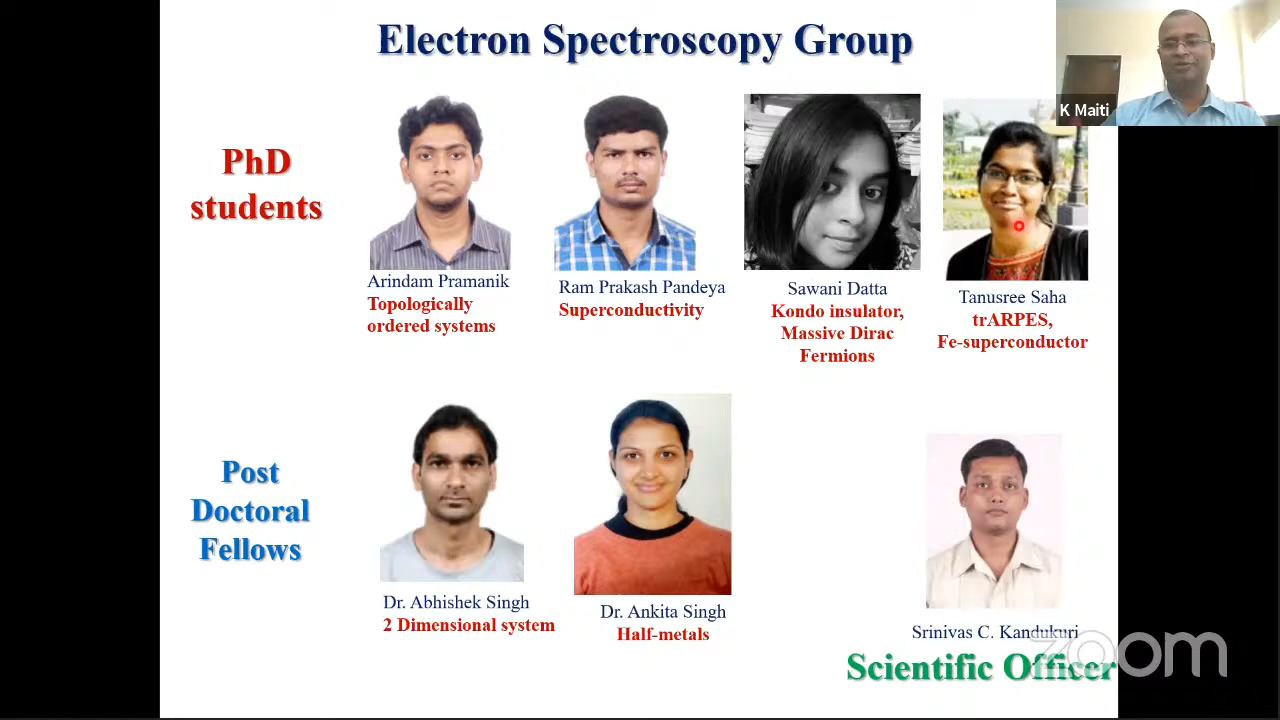 Electron Spectroscopy Group
K Maiti
PhD
students
Arindam Pramanik
Topologically
ordered systems
Ram Prakash Pandeya
Superconductivity
Sawani Datta
Kondo insulator,
Massive Dirac
Fermions
Tanusree Saha
trARPES,
Fe-superconductor
Post
Doctoral
Fellows
Dr. Abhishek Singh
2 Dimensional system
Dr. Ankita Singh
Half-metals
Srinivas C. Kandukuri
Scientific Officer
zoom